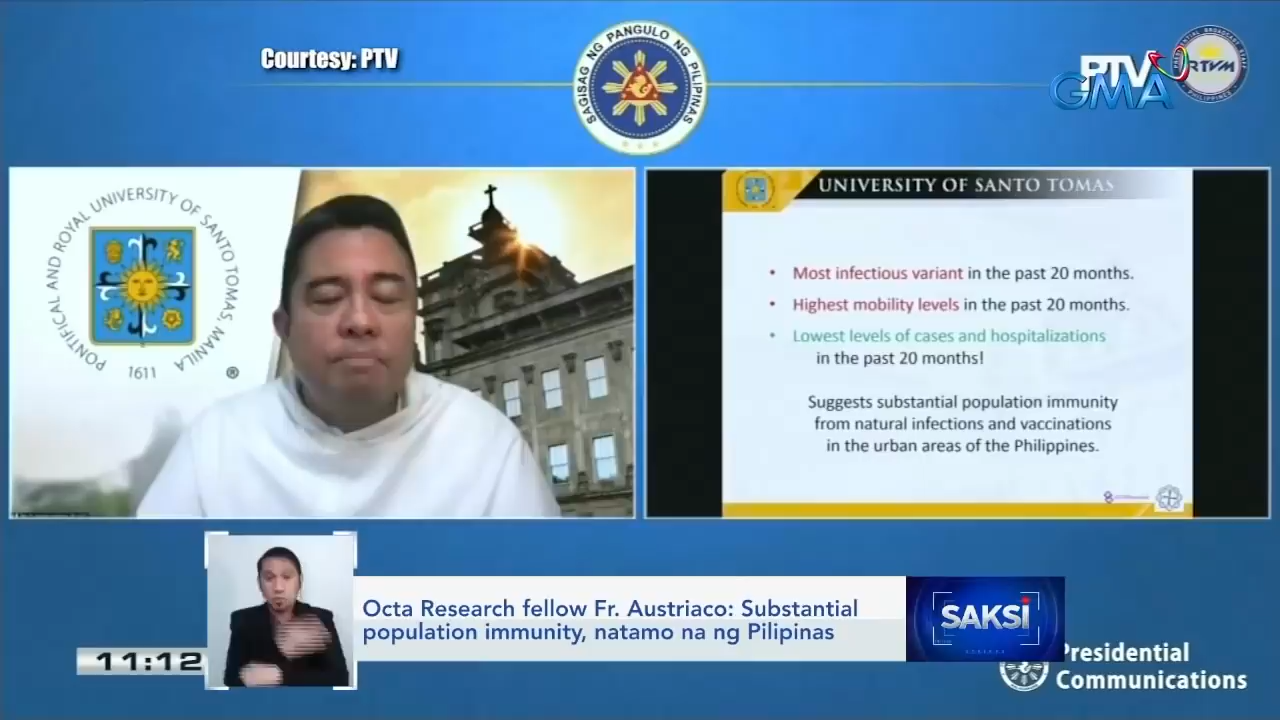 Courtesy: PTV
SAGISAG NG PANGULO NG PILIPINAS
PTV
GMA
RTVM
PONTIFICAL AND ROYAL UNIVERSITY OF SANTO TOMAS, MANILA
1611
®
UNIVERSITY OF SANTO TOMAS
• Most infectious variant in the past 20 months.
• Highest mobility levels in the past 20 months.
• Lowest levels of cases and hospitalizations
in the past 20 months!
Suggests substantial population immunity
from natural infections and vaccinations
in the urban areas of the Philippines.
Octa Research fellow Fr. Austriaco: Substantial
population immunity, natamo na ng Pilipinas
SAKSI
11:12
Presidential
Communications